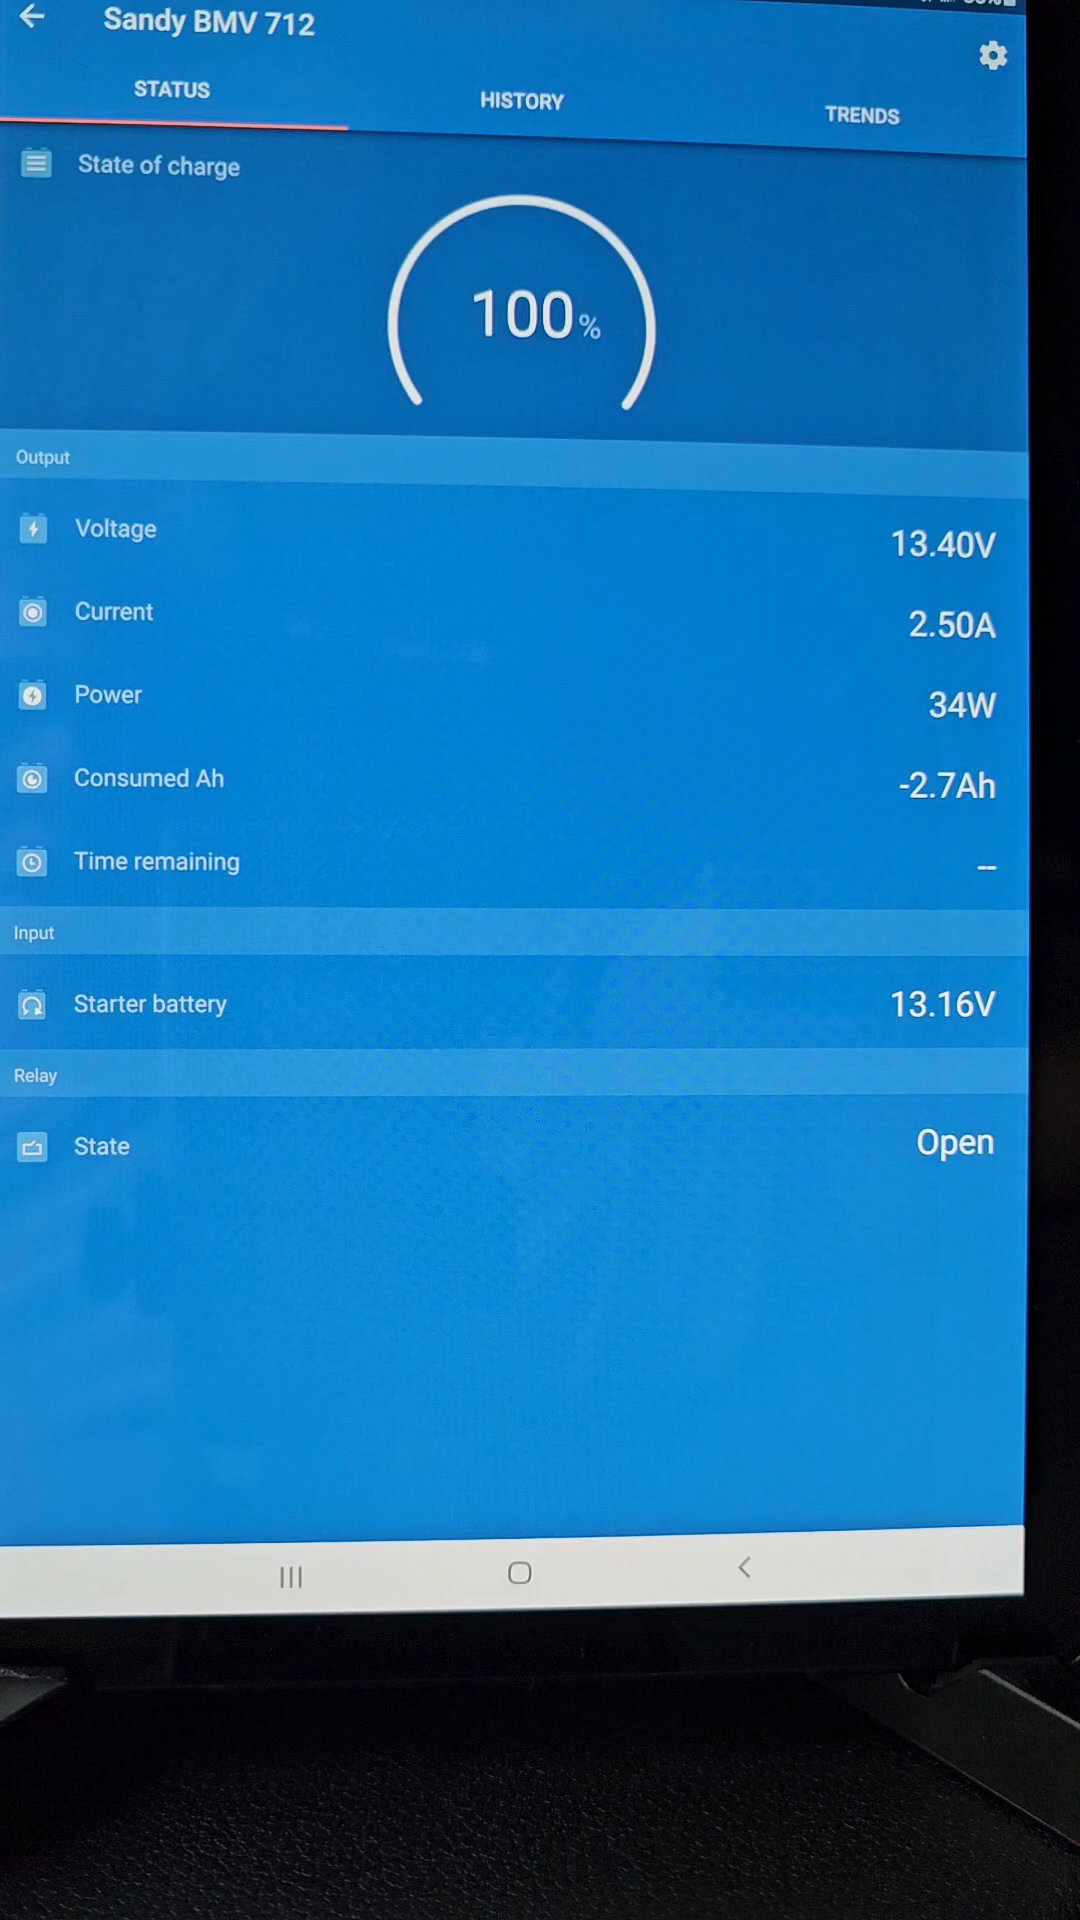 Sandy BMV 712
STATUS
HISTORY
TRENDS
State of charge
100%
Output
Voltage
13.40V
Current
2.50A
Power
34W
Consumed Ah
-2.7Ah
Time remaining
--
Input
Starter battery
13.16V
Relay
State
Open